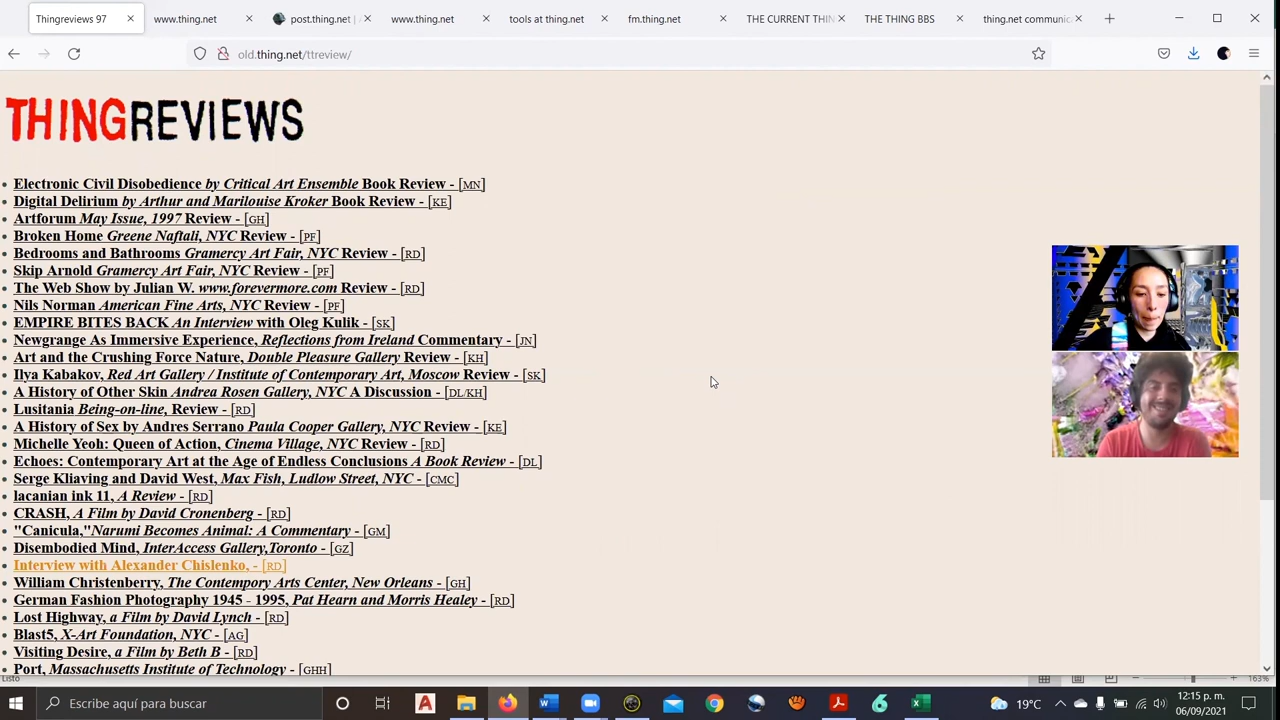 Thingreviews 97
www.thing.net
post.thing.net |
www.thing.net
tools at thing.net
fm.thing.net
THE CURRENT THIN
THE THING BBS
thing.net communic
old.thing.net/ttreview/
THINGREVIEWS
Electronic Civil Disobedience by Critical Art Ensemble Book Review - [MN]
Digital Delirium by Arthur and Marilouise Kroker Book Review - [KE]
Artforum May Issue, 1997 Review - [GH]
Broken Home Greene Naftali, NYC Review - [PF]
Bedrooms and Bathrooms Gramercy Art Fair, NYC Review - [RD]
Skip Arnold Gramercy Art Fair, NYC Review - [PF]
The Web Show by Julian W. www.forevermore.com Review - [RD]
Nils Norman American Fine Arts, NYC Review - [PF]
EMPIRE BITES BACK An Interview with Oleg Kulik - [SK]
Newgrange As Immersive Experience, Reflections from Ireland Commentary - [JN]
Art and the Crushing Force Nature, Double Pleasure Gallery Review - [KH]
Ilya Kabakov, Red Art Gallery / Institute of Contemporary Art, Moscow Review - [SK]
A History of Other Skin Andrea Rosen Gallery, NYC A Discussion - [DL/KH]
Lusitania Being-on-line, Review - [RD]
A History of Sex by Andres Serrano Paula Cooper Gallery, NYC Review - [KE]
Michelle Yeoh: Queen of Action, Cinema Village, NYC Review - [RD]
Echoes: Contemporary Art at the Age of Endless Conclusions A Book Review - [DL]
Serge Kliaving and David West, Max Fish, Ludlow Street, NYC - [CMC]
lacanian ink 11, A Review - [RD]
CRASH, A Film by David Cronenberg - [RD]
"Canicula,"Narumi Becomes Animal: A Commentary - [GM]
Disembodied Mind, InterAccess Gallery,Toronto - [GZ]
Interview with Alexander Chislenko, - [RD]
William Christenberry, The Contempory Arts Center, New Orleans - [GH]
German Fashion Photography 1945 - 1995, Pat Hearn and Morris Healey - [RD]
Lost Highway, a Film by David Lynch - [RD]
Blast5, X-Art Foundation, NYC - [AG]
Visiting Desire, a Film by Beth B - [RD]
Port, Massachusetts Institute of Technology - [GHH]
Listo
163%
Escribe aquí para buscar
19°C
12:15 p. m.
06/09/2021